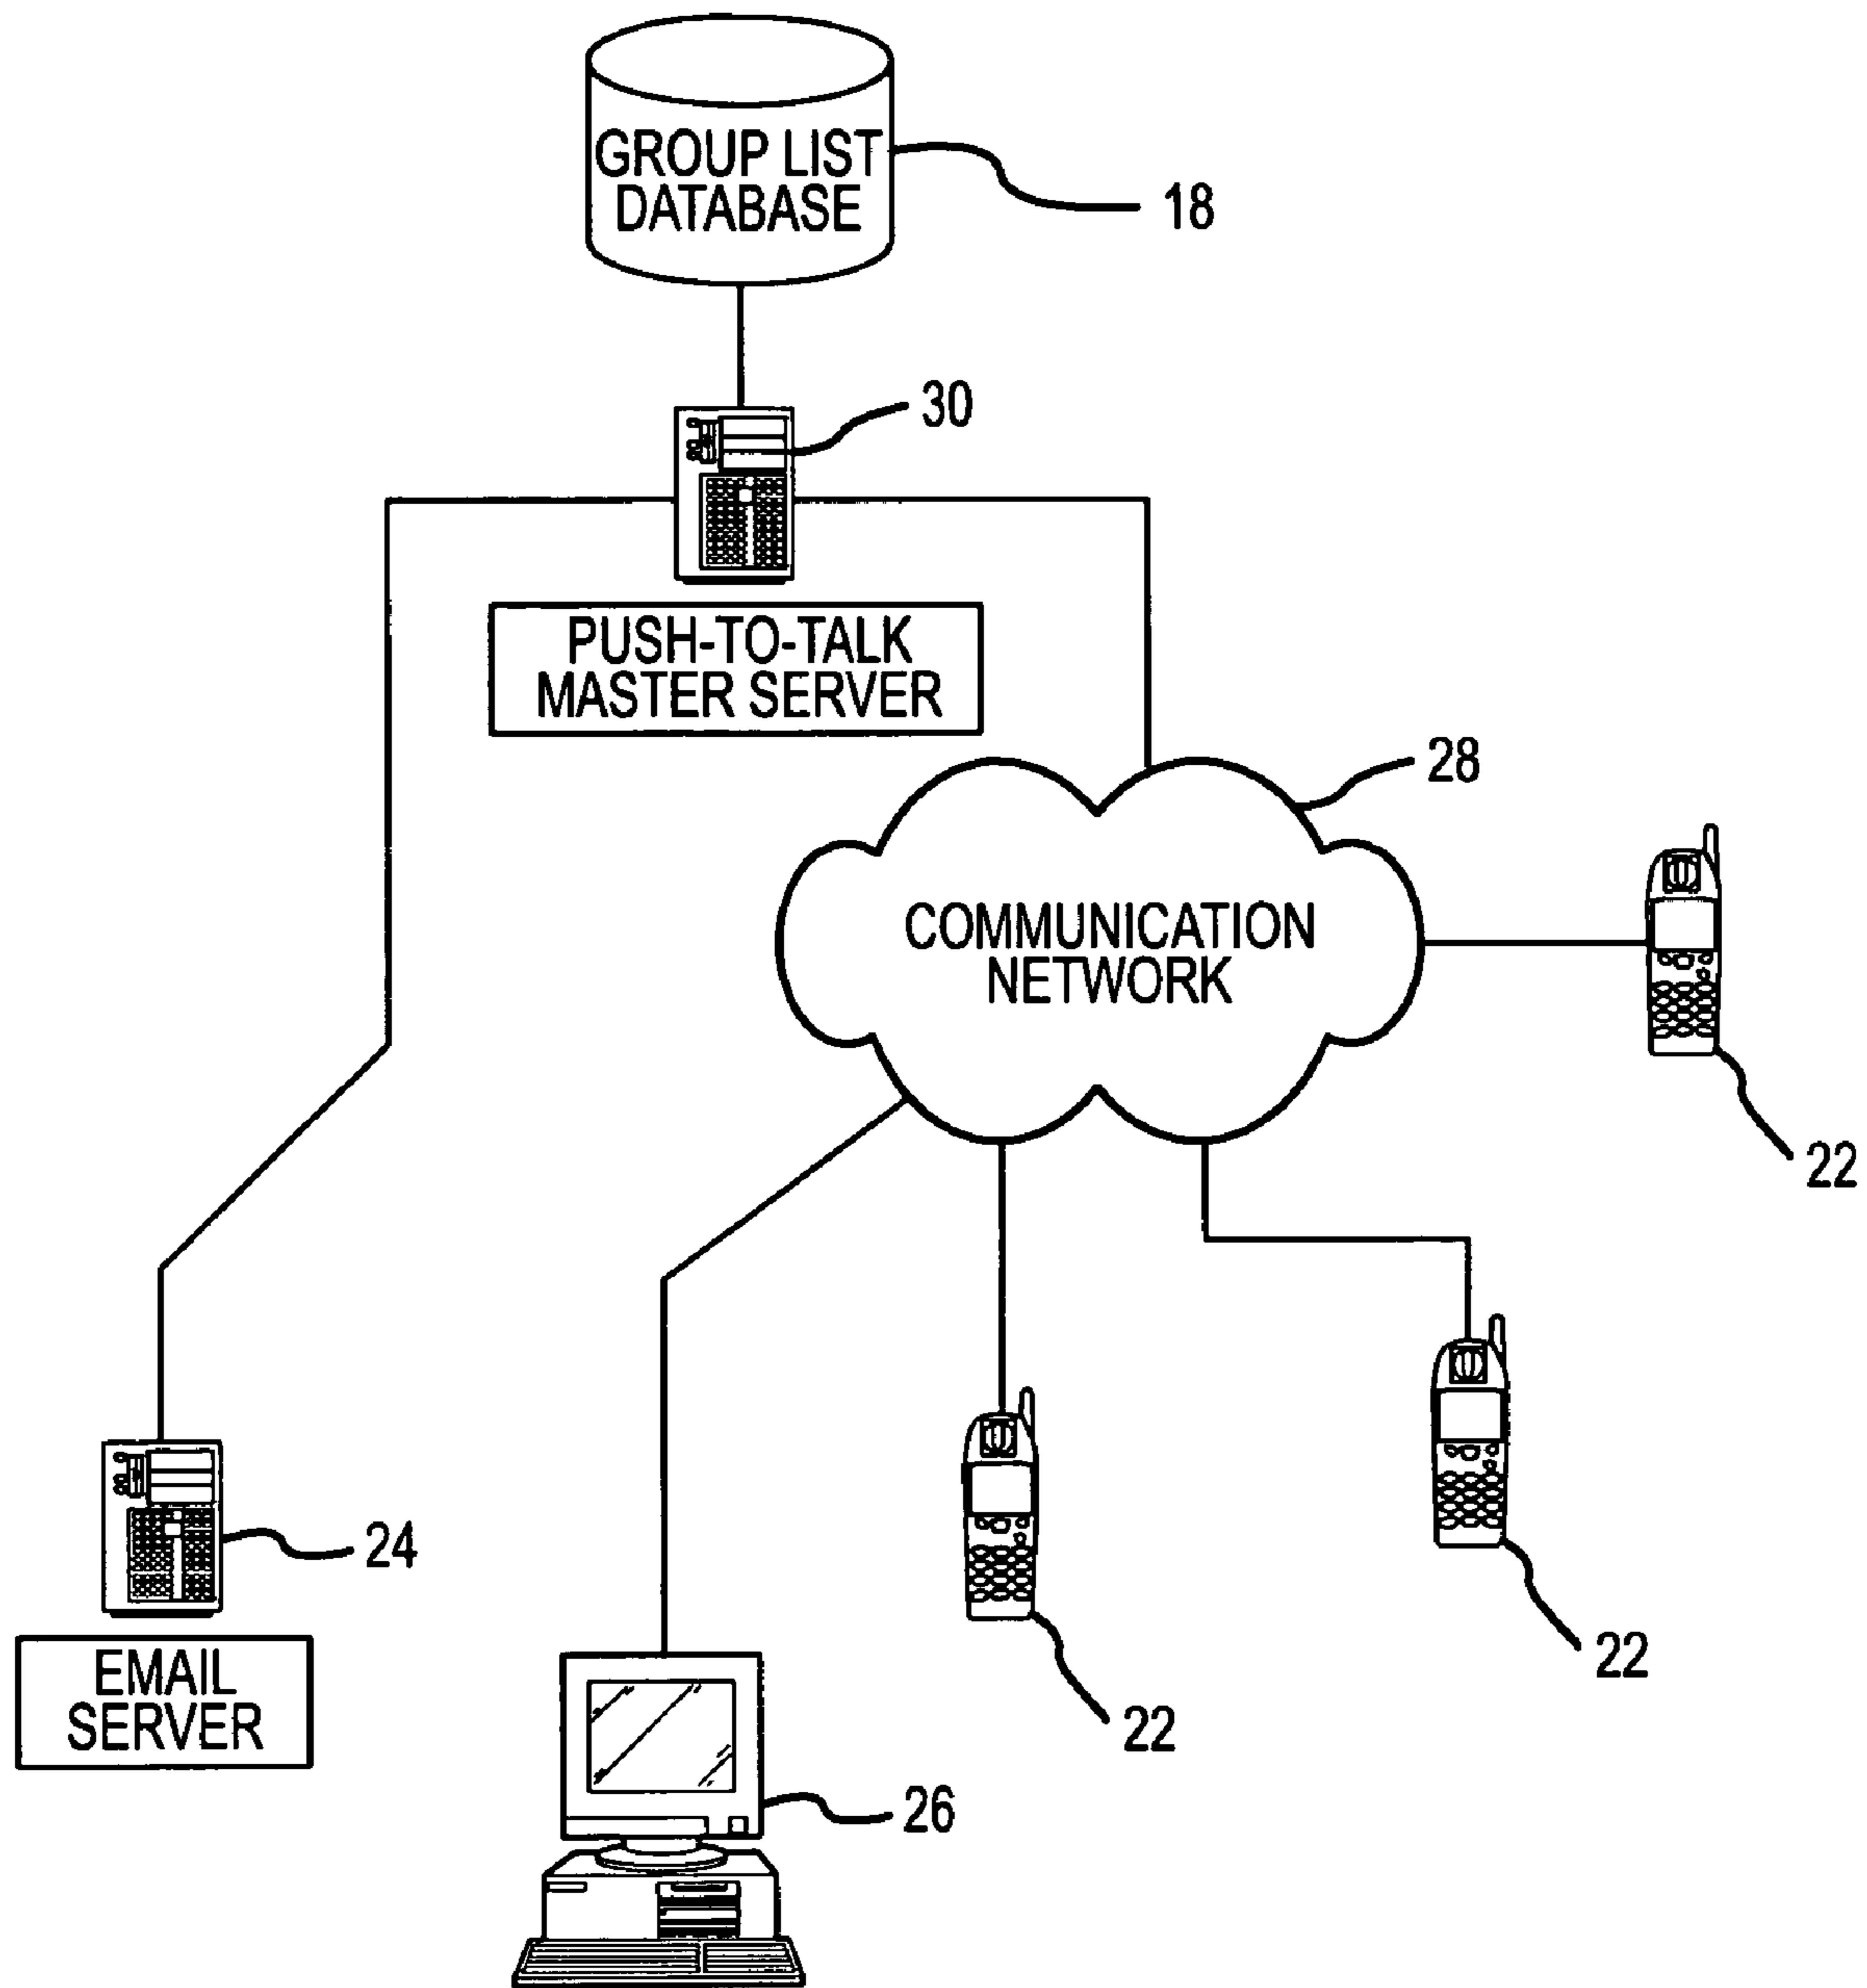 GROUP LIST
DATABASE
18
30
PUSH-TO-TALK
MASTER SERVER
28
COMMUNICATION
NETWORK
22
24
22
EMAIL
SERVER
22
26